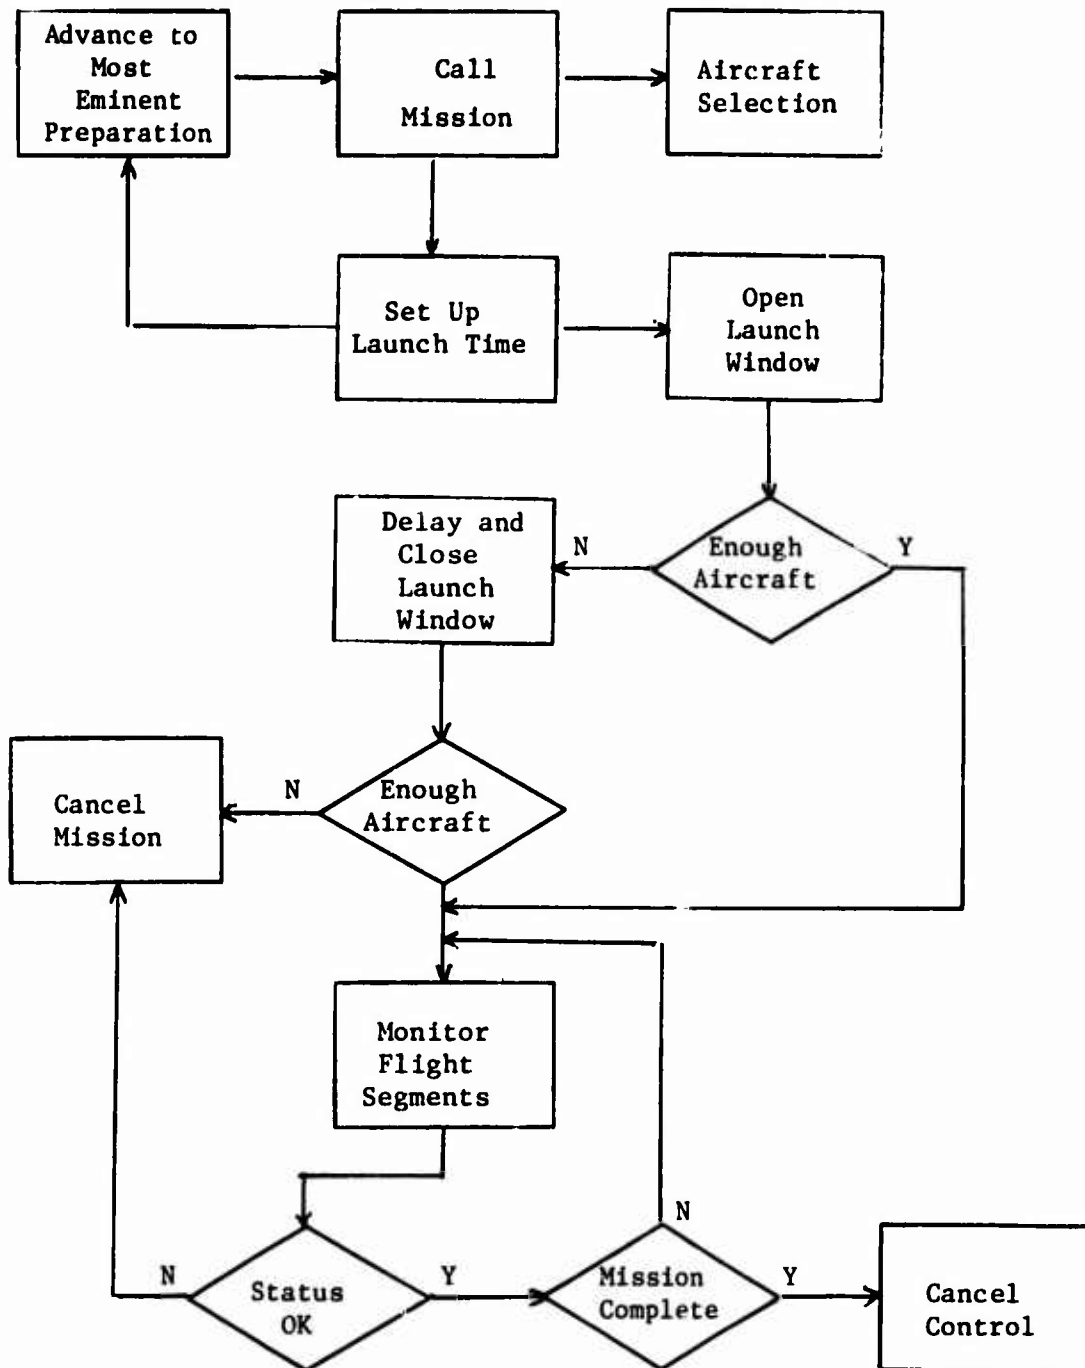 Advance to
Most
Eminent
Preparation
Call
Mission
Aircraft
Selection
Set Up
Launch Time
Open
Launch
Window
Delay and
Close
Launch
Window
N
Enough
Aircraft
Y
Cancel
Mission
N
Enough
Aircraft
Monitor
Flight
Segments
N
Status
OK
Y
N
Mission
Complete
Y
Cancel
Control